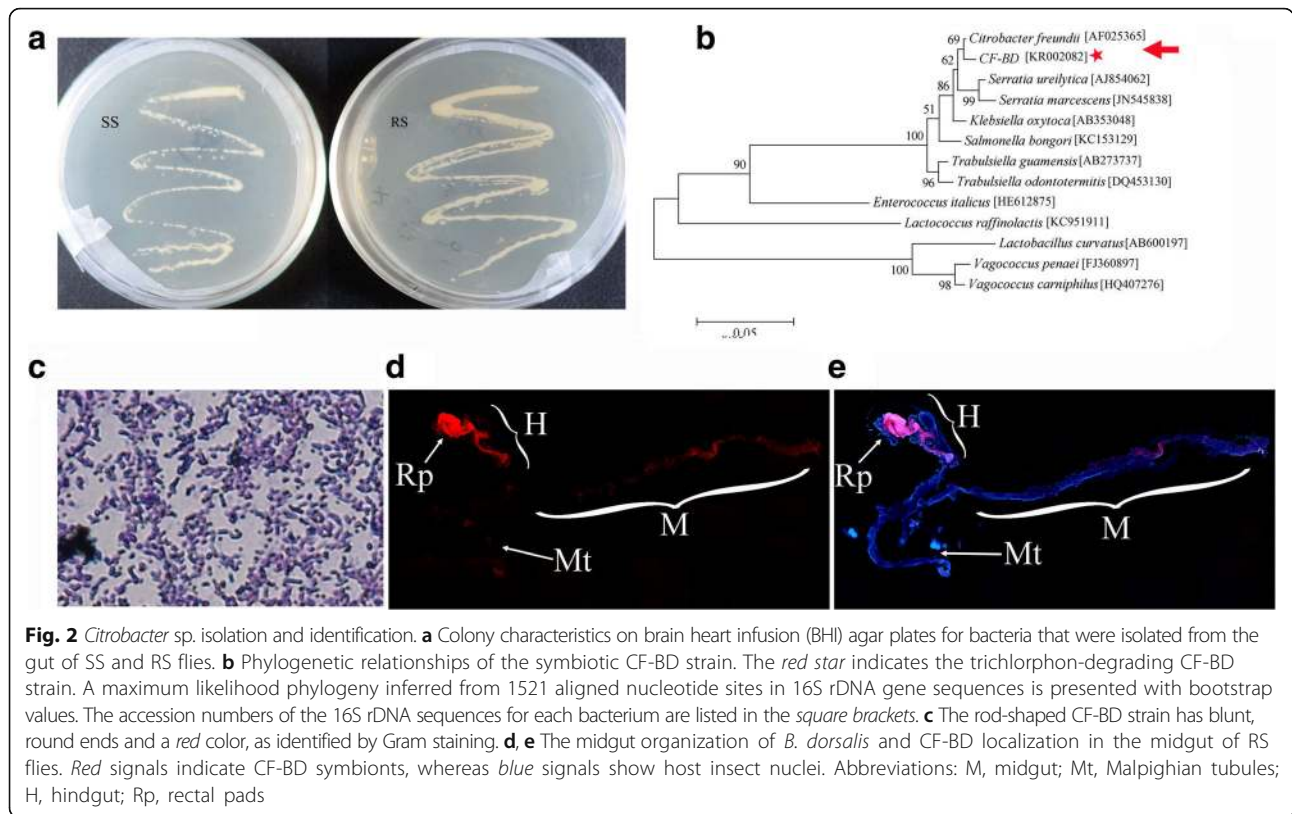 a
SS
RS
b
69
Citrobacter freundii [AF025365]
CF-BD [KR002082]
62
Serratia ureilytica [AJ854062]
86
99
Serratia marcescens [JN545838]
51
Klebsiella oxytoca [AB353048]
100
Salmonella bongori [KC153129]
90
Trabulsiella guamensis [AB273737]
96
Trabulsiella odontotermitis [DQ453130]
Enterococcus italicus [HE612875]
Lactococcus raffinolactis [KC951911]
Lactobacillus curvatus [AB600197]
100
Vagococcus penaei [FJ360897]
98
Vagococcus carniphilus [HQ407276]
0.05
c
d
H
Rp
M
Mt
e
H
Rp
M
Mt
Fig. 2 Citrobacter sp. isolation and identification. a Colony characteristics on brain heart infusion (BHI) agar plates for bacteria that were isolated from the
gut of SS and RS flies. b Phylogenetic relationships of the symbiotic CF-BD strain. The red star indicates the trichlorphon-degrading CF-BD
strain. A maximum likelihood phylogeny inferred from 1521 aligned nucleotide sites in 16S rDNA gene sequences is presented with bootstrap
values. The accession numbers of the 16S rDNA sequences for each bacterium are listed in the square brackets. c The rod-shaped CF-BD strain has blunt,
round ends and a red color, as identified by Gram staining. d, e The midgut organization of B. dorsalis and CF-BD localization in the midgut of RS
flies. Red signals indicate CF-BD symbionts, whereas blue signals show host insect nuclei. Abbreviations: M, midgut; Mt, Malpighian tubules;
H, hindgut; Rp, rectal pads